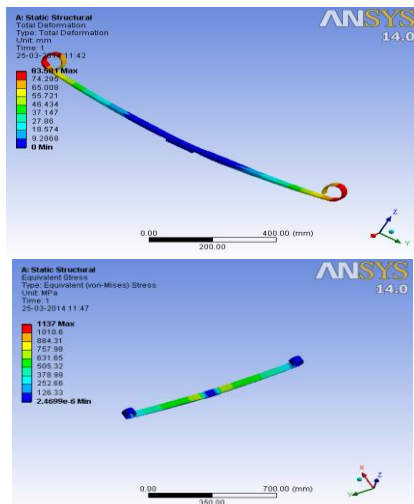 A: Static Structural
Total Deformation
Type: Total Deformation
Unit: mm
Time: 1
25-03-2014 11:42
ANSYS
14.0
74.295
65.008
55.721
46.434
37.147
27.86
18.574
9.2868
0 Min
0.00
400.00 (mm)
200.00
Z
Y
A: Static Structural
Equivalent Stress
Type: Equivalent (von-Mises) Stress
Unit: MPa
Time: 1
25-03-2014 11:47
ANSYS
14.0
1137 Max
1010.6
884.31
757.98
631.65
505.32
378.99
252.66
126.33
2.4699e-6 Min
0.00
700.00 (mm)
350.00
X
Z
Y